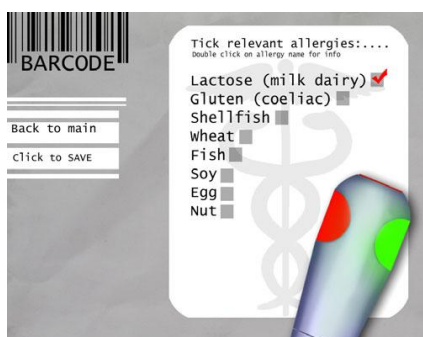 BARCODE
Back to main
Click to SAVE
Tick relevant allergies:....
Double click on allergy name for info
Lactose (milk dairy)
Gluten (coeliac)
Shellfish
Wheat
Fish
Soy
Egg
Nut